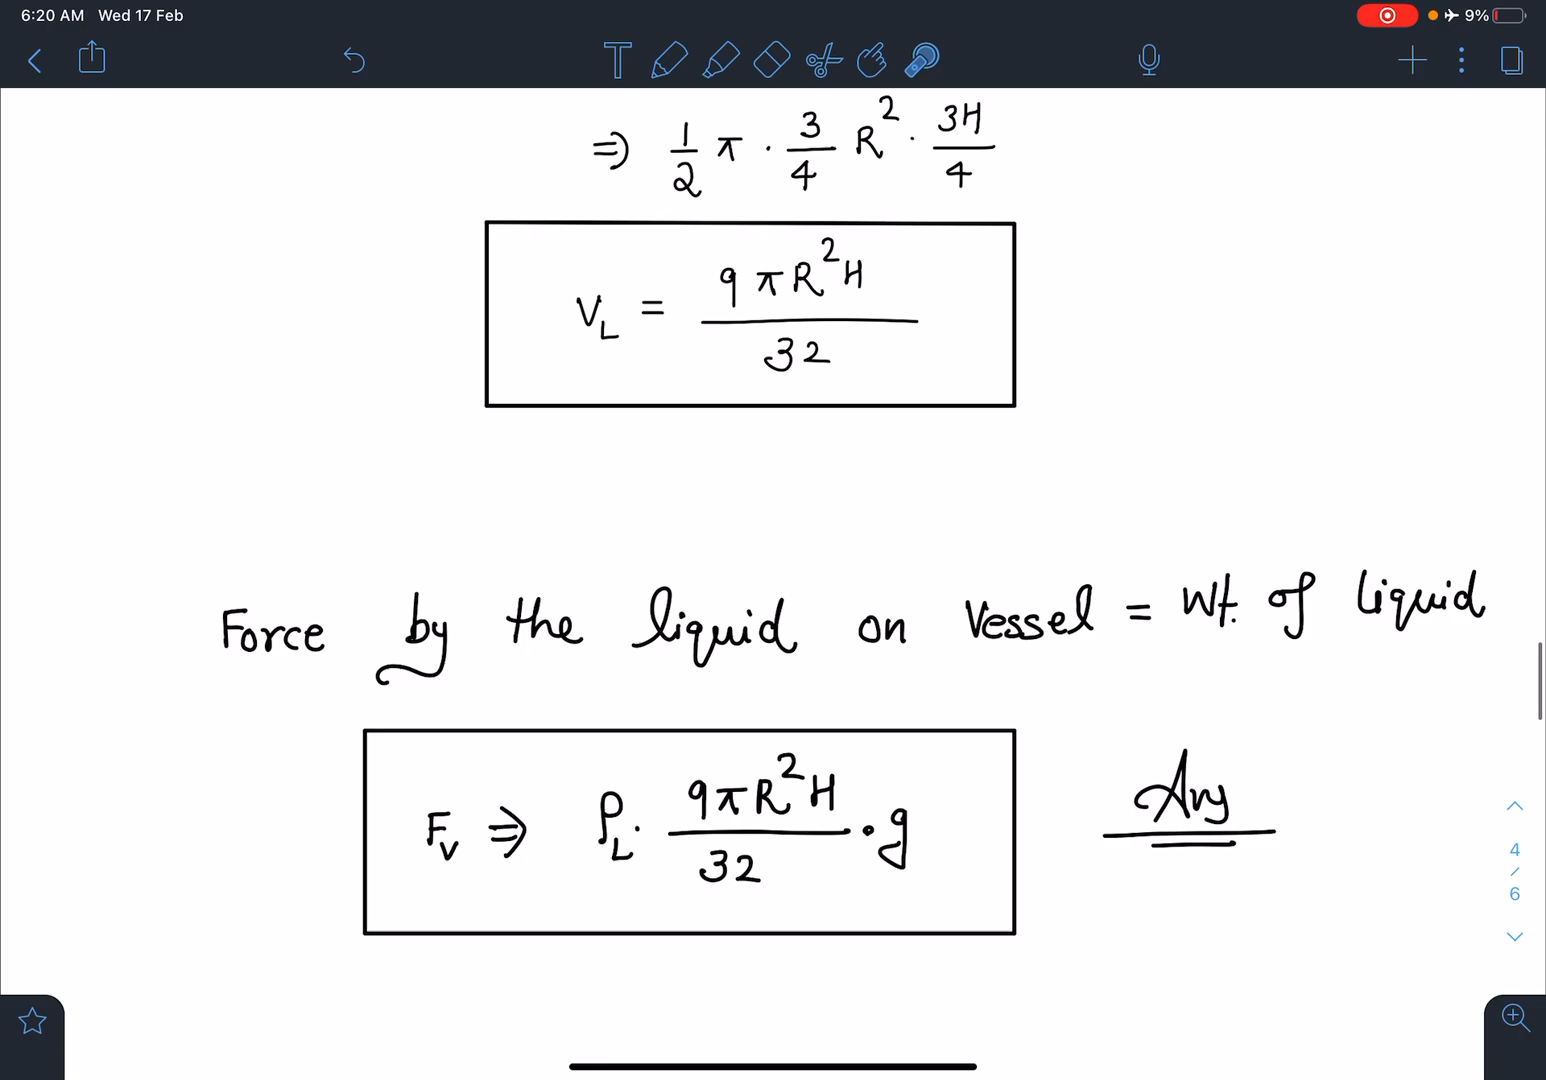 6:20 AM Wed 17 Feb 9%
⇒ 1/2 π · 3/4 R² · 3H/4
V_L = 9πR²H/32
Force by the liquid on Vessel = Wt. of liquid
F_V ⇒ ρ_L · 9πR²H/32 · g
Ans
4
/
6